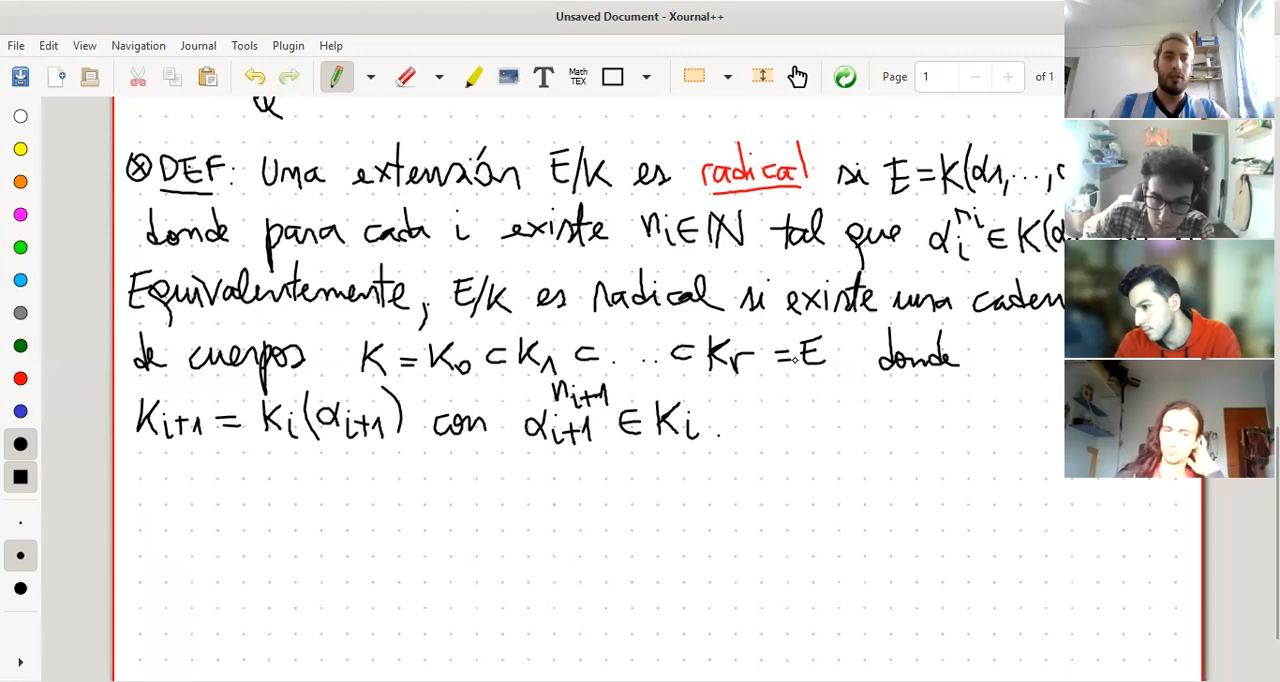 Unsaved Document - Xournal++
File Edit View Navigation Journal Tools Plugin Help
Math TEX T Page 1 of 1
⊗ DEF: Una extensión E/K es radical si E=K(α1,...,
donde para cada i existe ni∈ℕ tal que αi^ni ∈ K(α
Equivalentemente, E/K es radical si existe una caden
de cuerpos K = K0 ⊂ K1 ⊂ ... ⊂ Kr = E donde
Ki+1 = Ki(αi+1) con αi+1^ni+1 ∈ Ki.